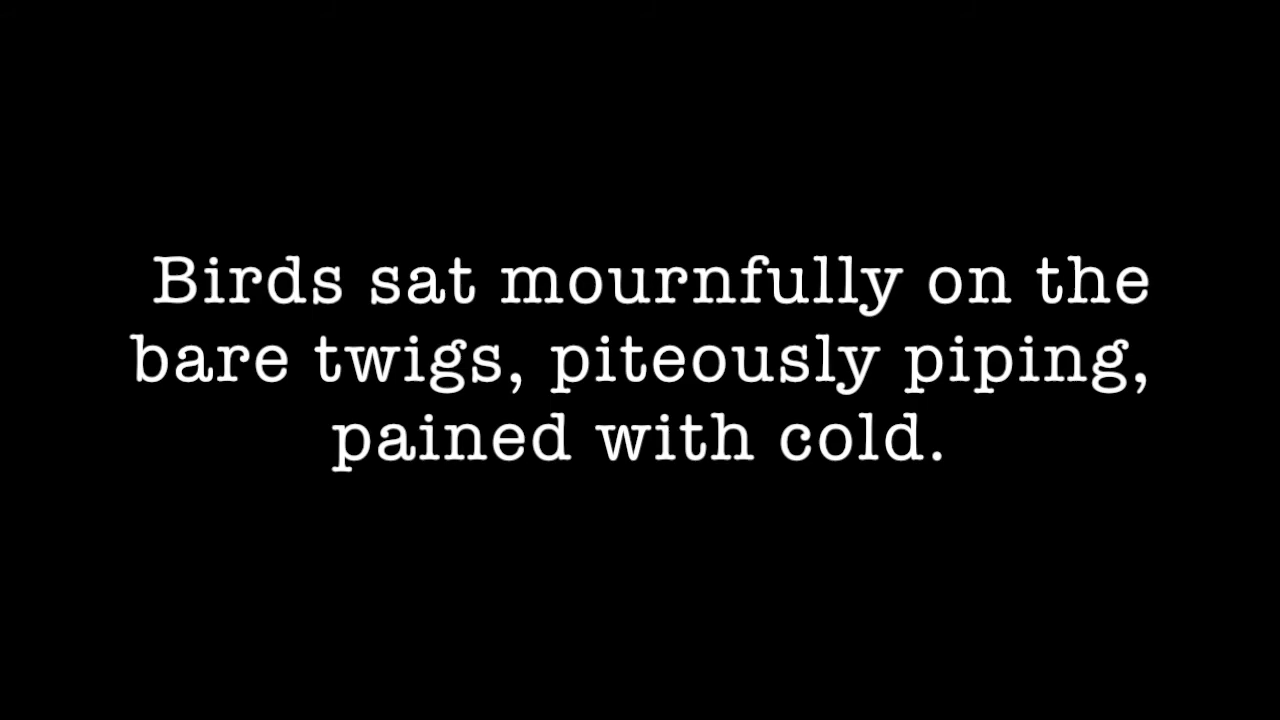 Birds sat mournfully on the
bare twigs, piteously piping,
pained with cold.